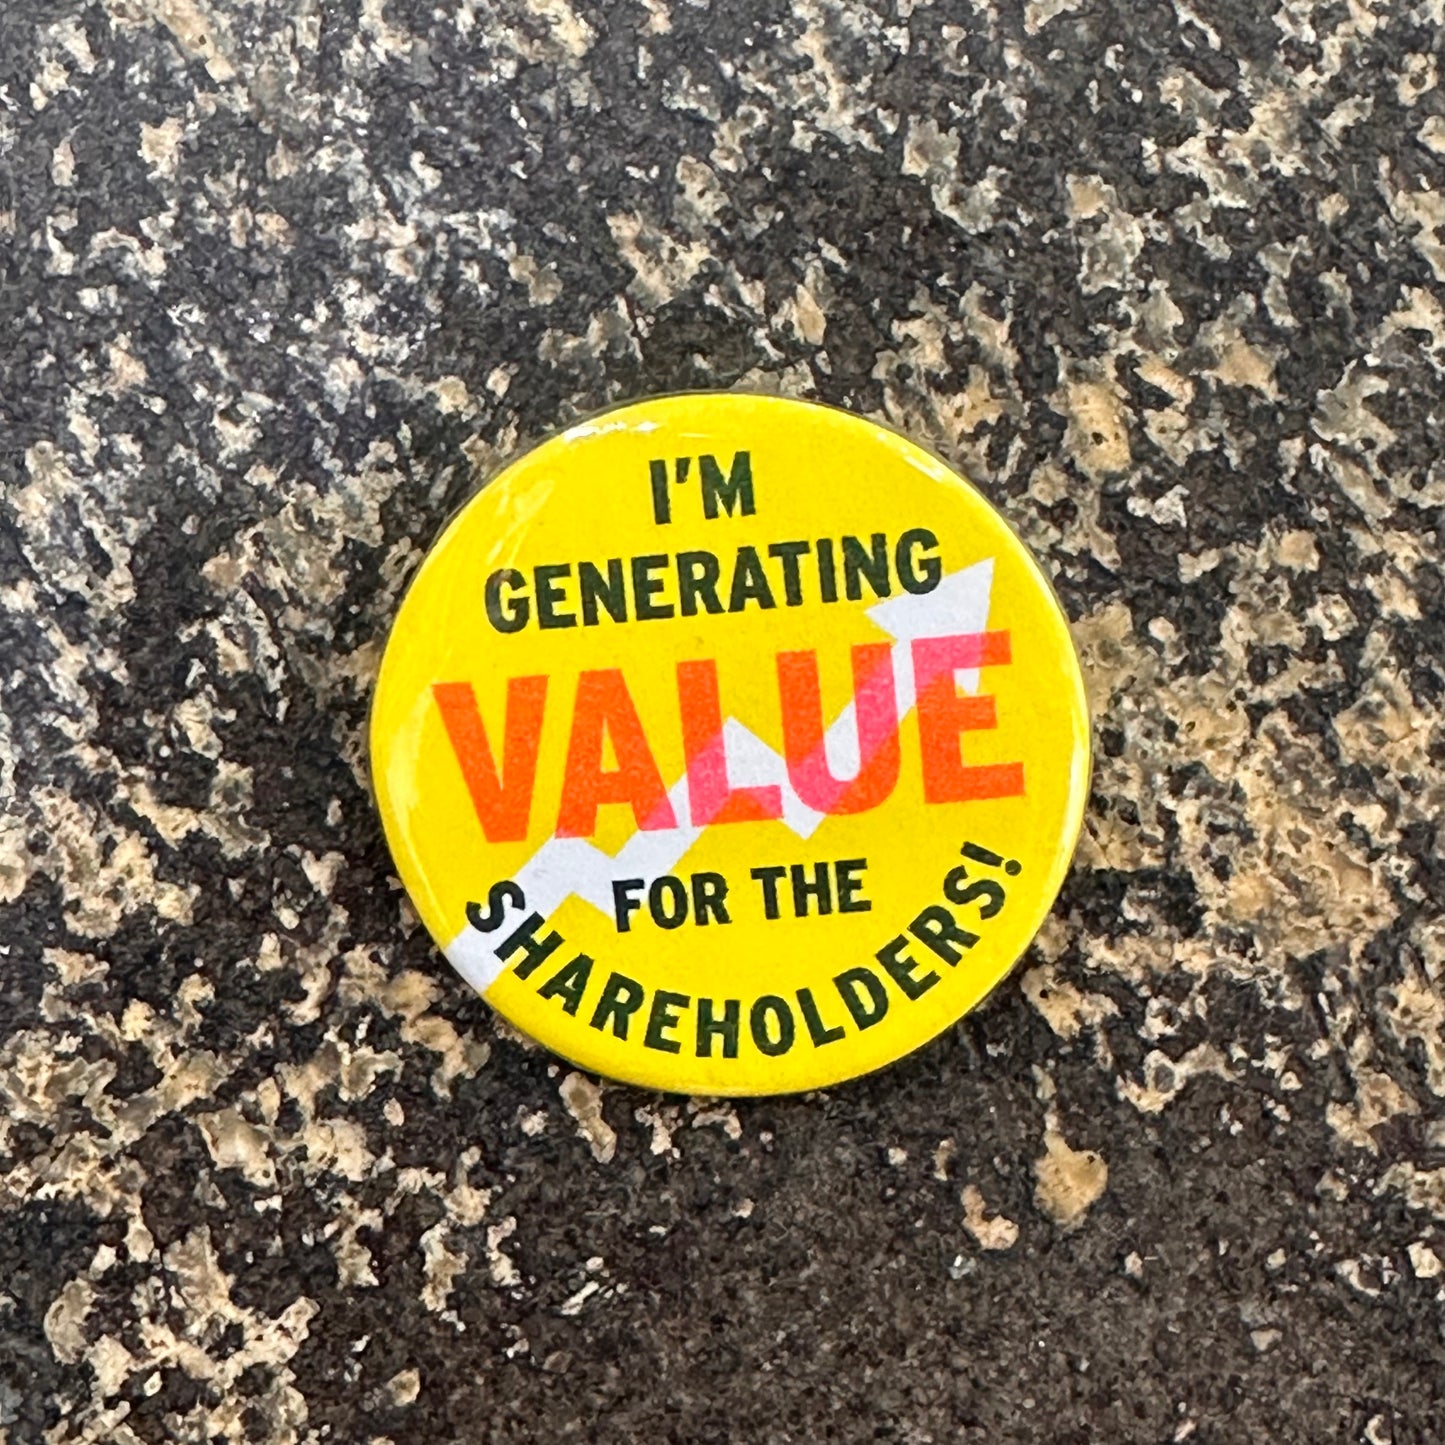 I'M
GENERATING
VALUE
FOR THE
SHAREHOLDERS!